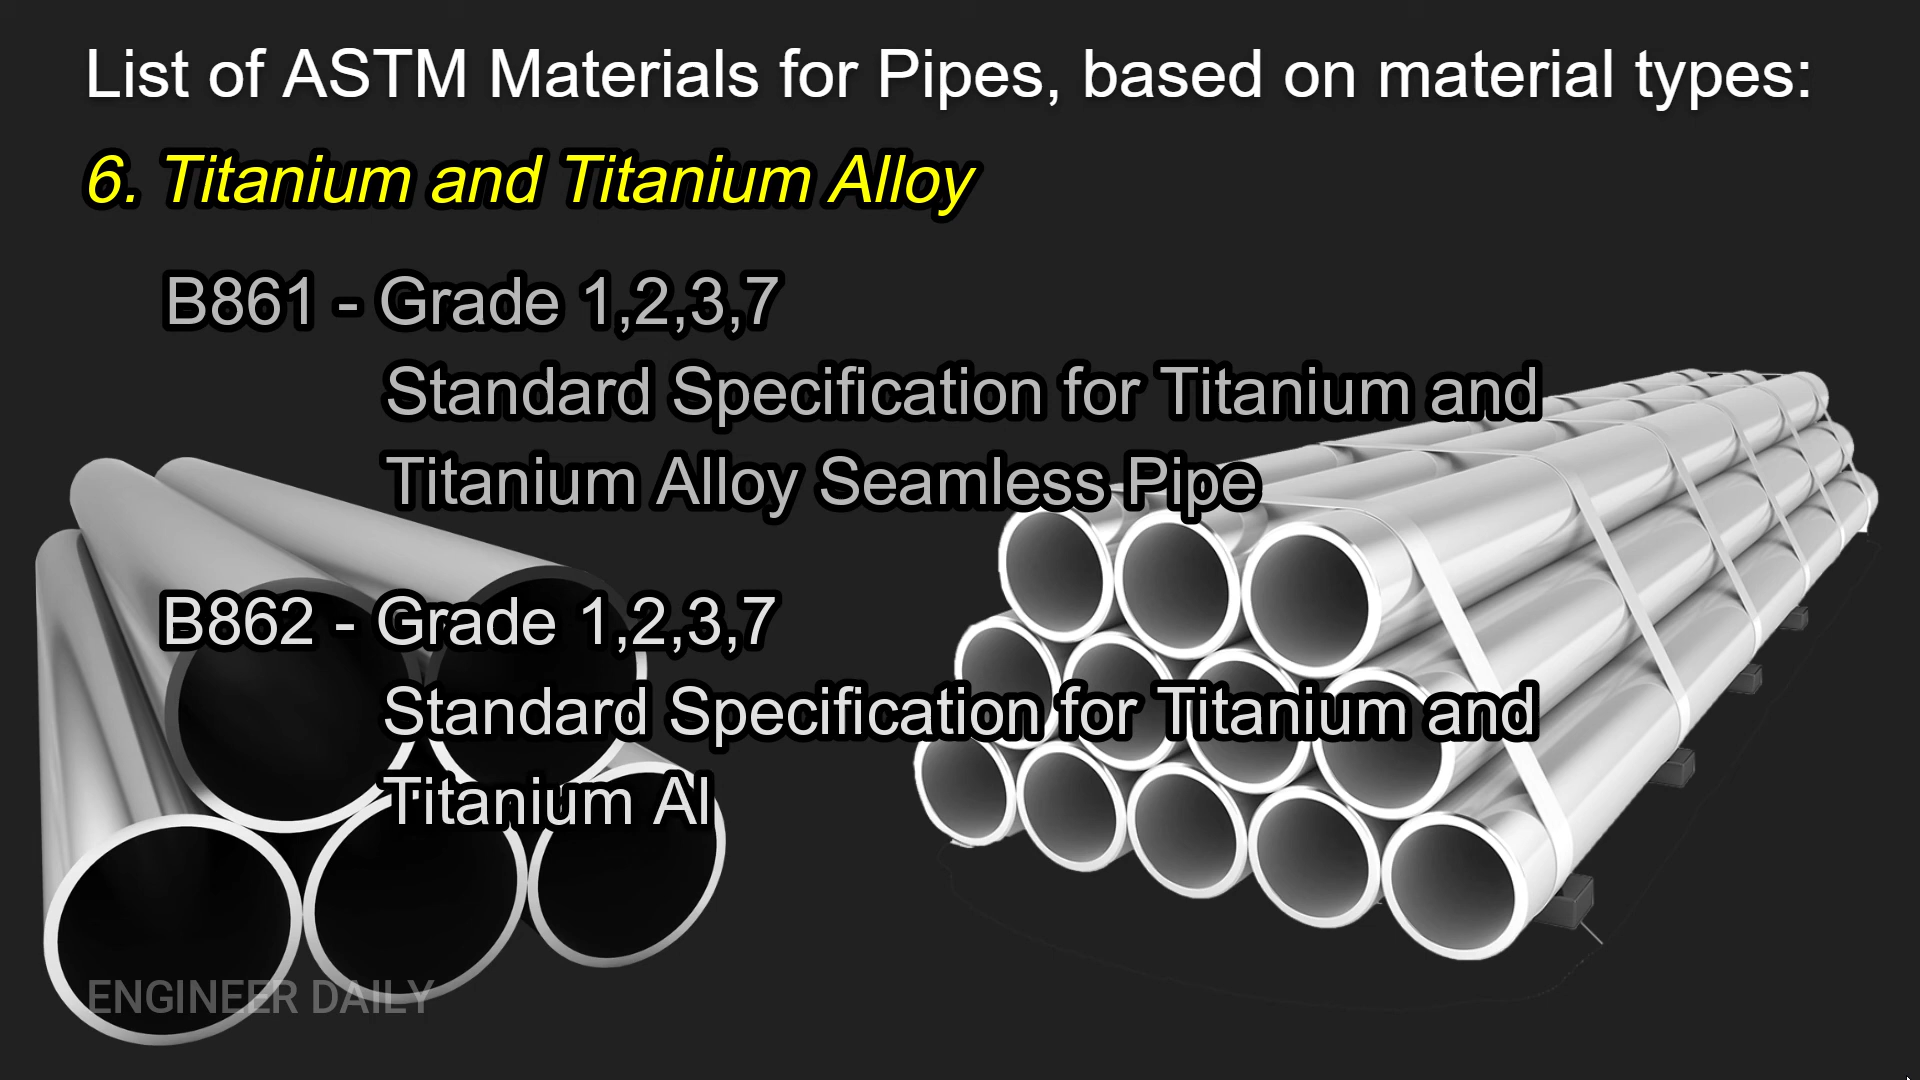 List of ASTM Materials for Pipes, based on material types:
6. Titanium and Titanium Alloy
B861 - Grade 1,2,3,7
Standard Specification for Titanium and
Titanium Alloy Seamless Pipe
B862 - Grade 1,2,3,7
Standard Specification for Titanium and
Titanium Al
ENGINEER DAILY